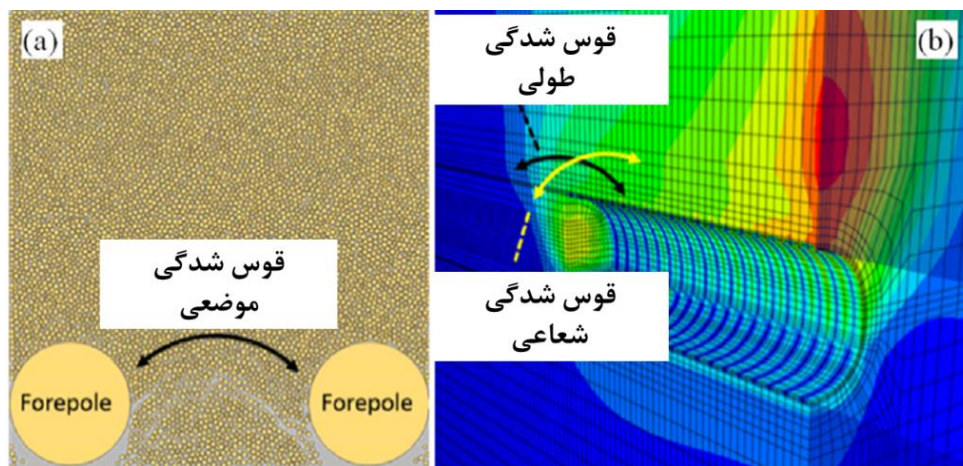 (a)
قوس شدگی
موضعی
Forepole
Forepole
قوس شدگی
طولی
(b)
قوس شدگی
شعاعی